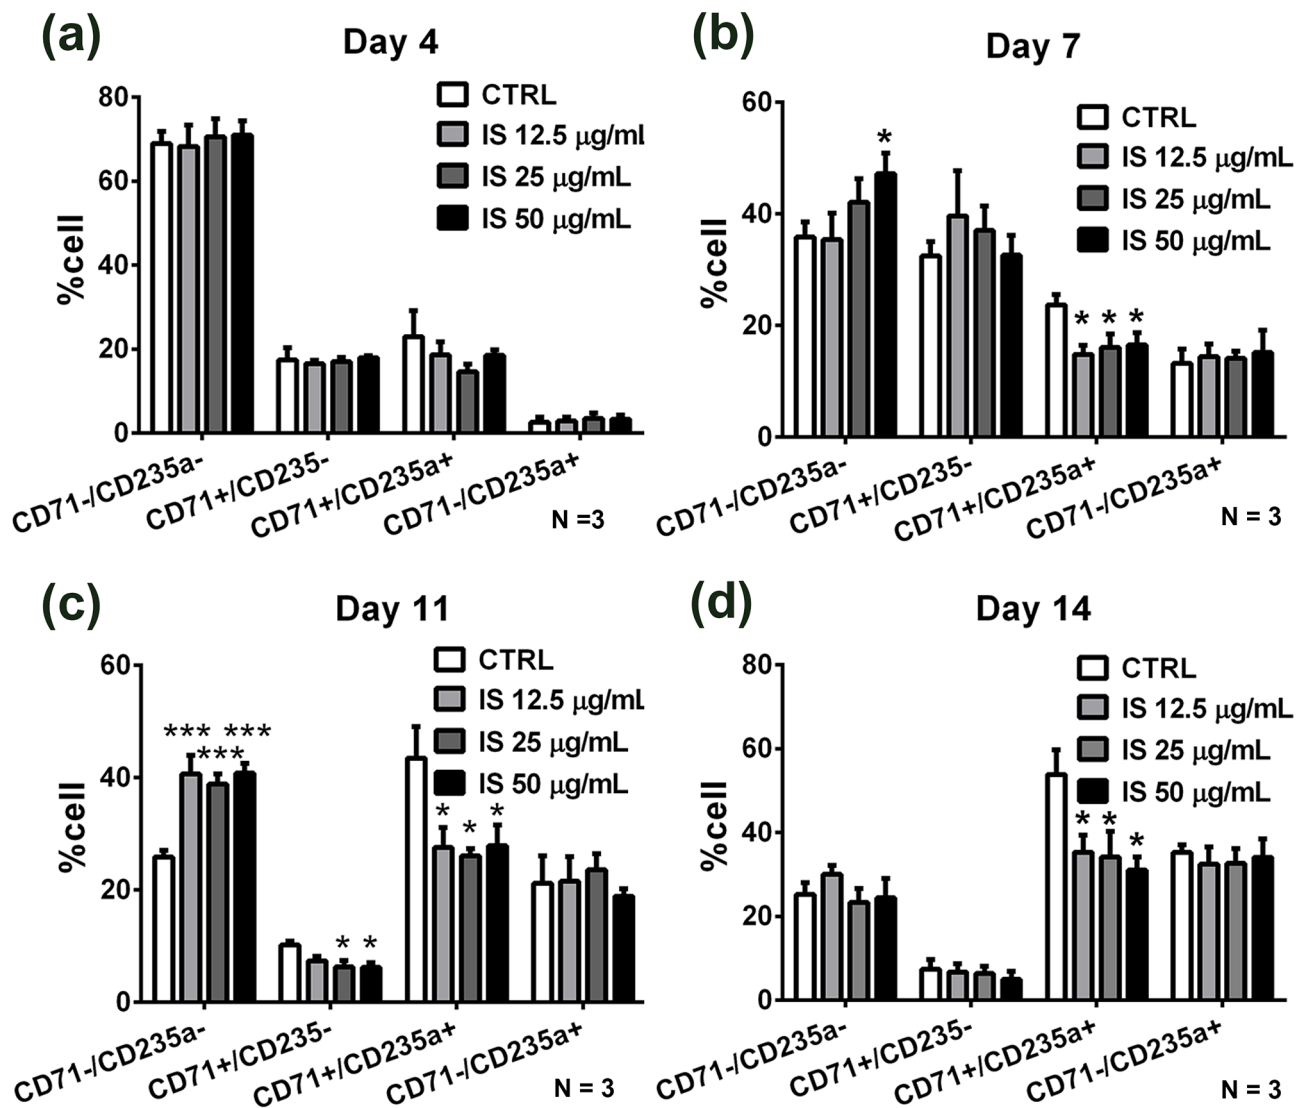 (a)
Day 4
CTRL
IS 12.5 μg/mL
IS 25 μg/mL
IS 50 μg/mL
%cell
80
60
40
20
0
CD71-/CD235a-
CD71+/CD235-
CD71+/CD235a+
CD71-/CD235a+
N =3
(b)
Day 7
CTRL
IS 12.5 μg/mL
IS 25 μg/mL
IS 50 μg/mL
%cell
60
40
20
0
*
* * *
CD71-/CD235a-
CD71+/CD235-
CD71+/CD235a+
CD71-/CD235a+
N = 3
(c)
Day 11
CTRL
IS 12.5 μg/mL
IS 25 μg/mL
IS 50 μg/mL
%cell
60
40
20
0
*** ***
***
* *
* * *
CD71-/CD235a-
CD71+/CD235-
CD71+/CD235a+
CD71-/CD235a+
N = 3
(d)
Day 14
CTRL
IS 12.5 μg/mL
IS 25 μg/mL
IS 50 μg/mL
%cell
80
60
40
20
0
* * *
CD71-/CD235a-
CD71+/CD235-
CD71+/CD235a+
CD71-/CD235a+
N = 3